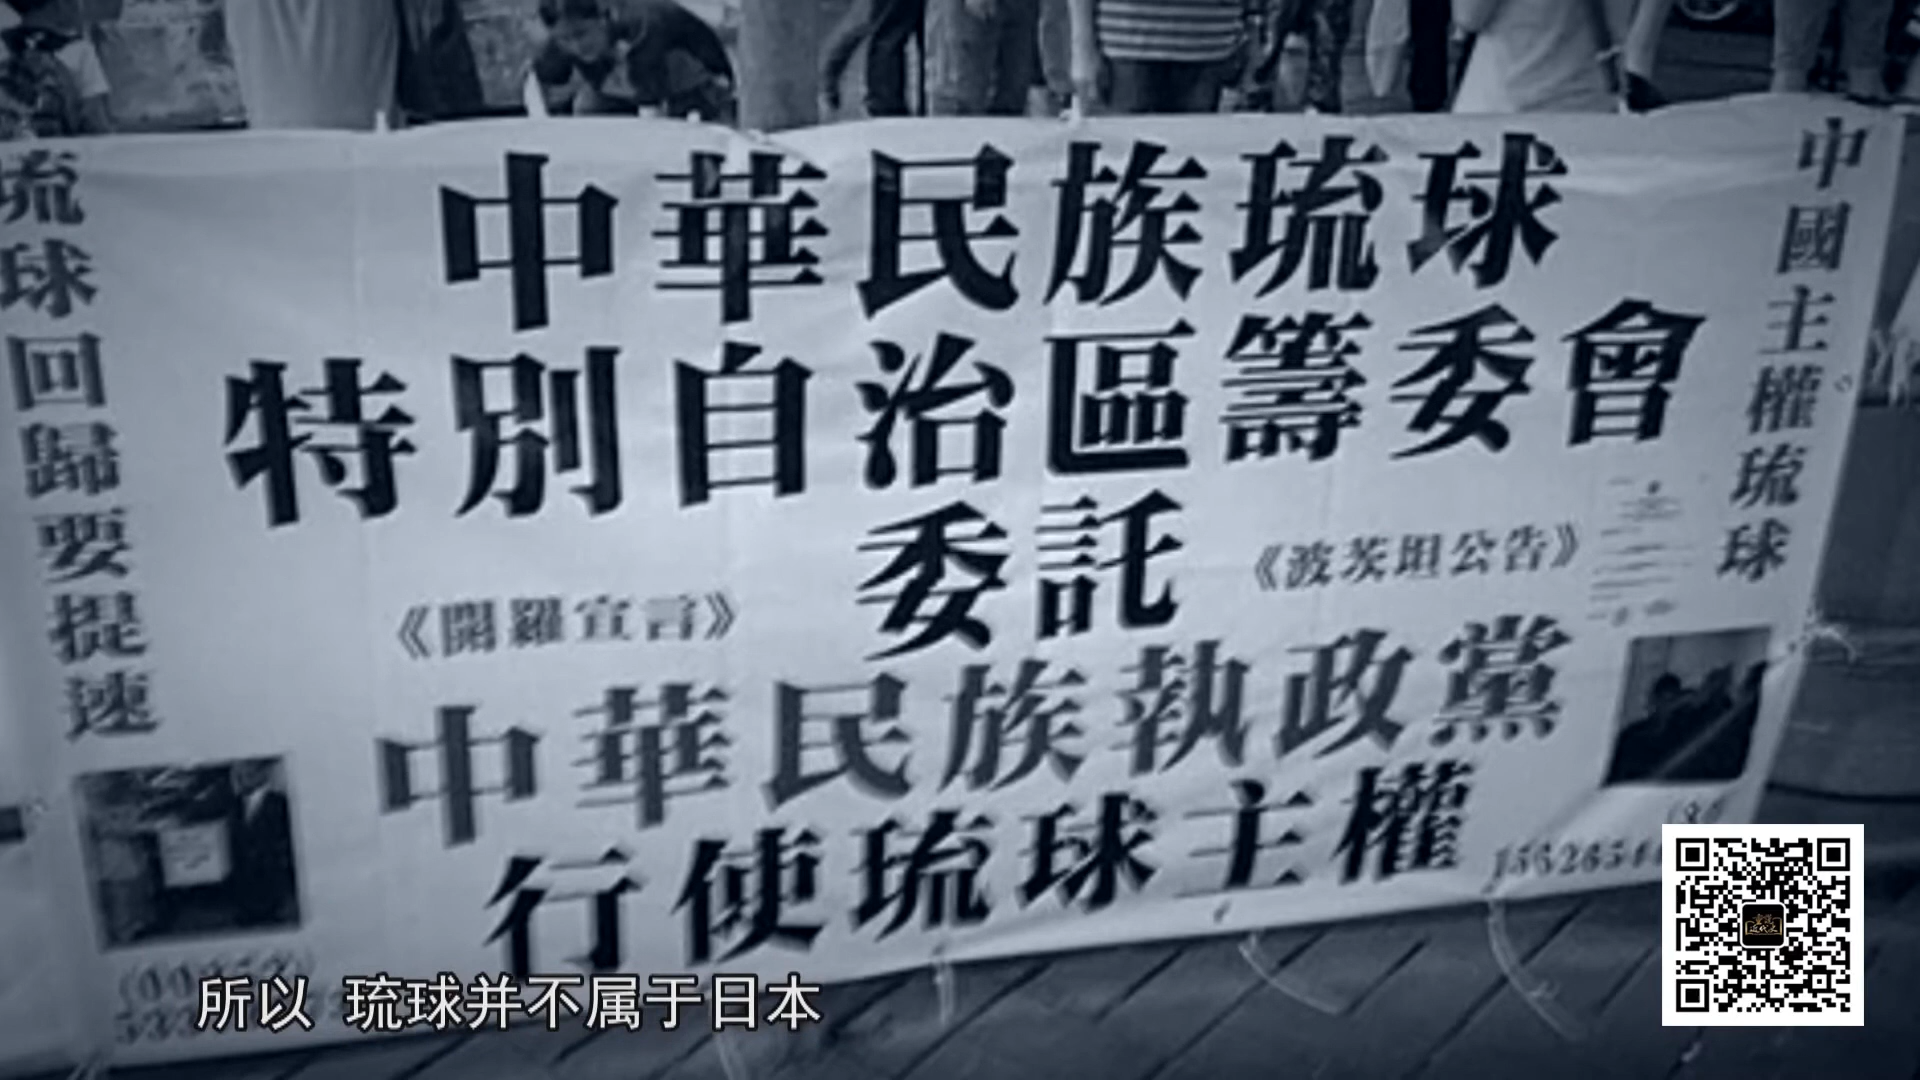 中華民族琉球
特別自治區籌委會
委託
《開羅宣言》
《波茨坦公告》
中華民族執政黨
行使琉球主權
琉球回歸要提速
中國主權琉球
所以 琉球并不属于日本